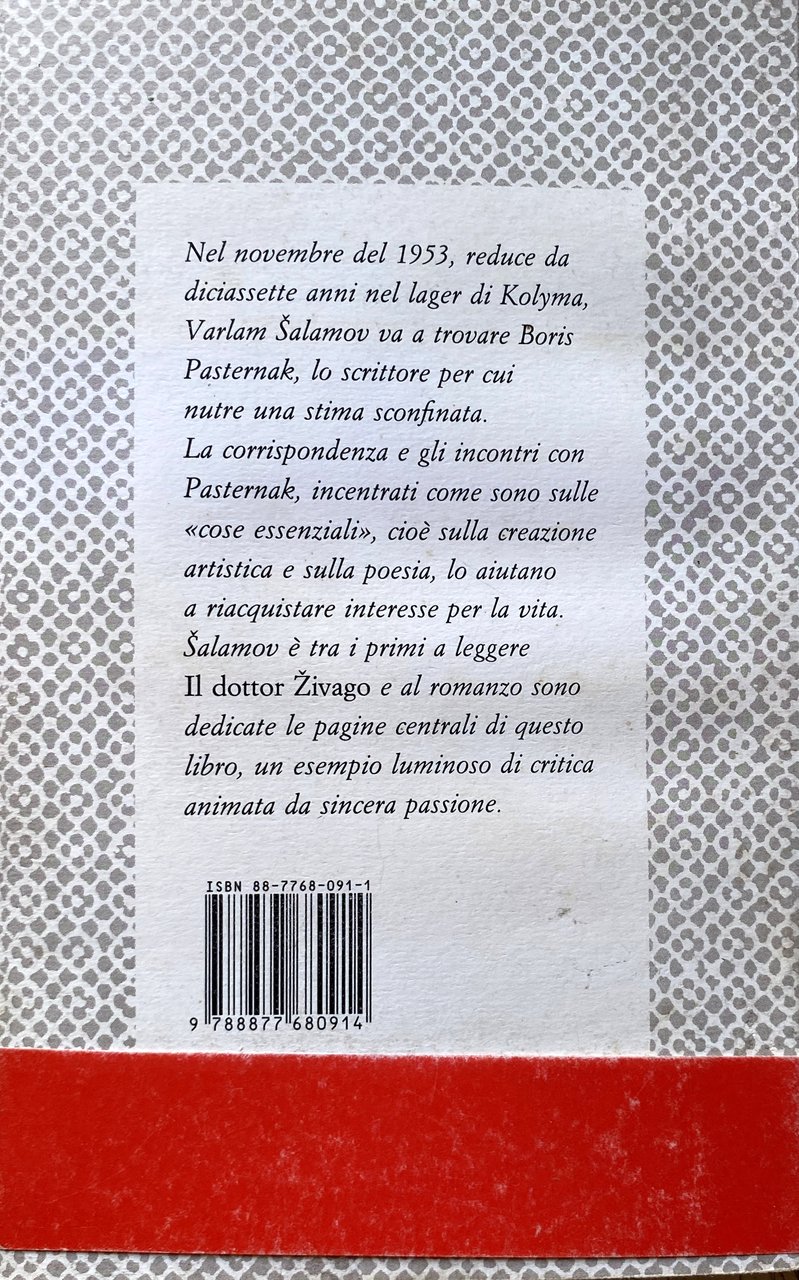 Nel novembre del 1953, reduce da
diciassette anni nel lager di Kolyma,
Varlam Šalamov va a trovare Boris
Pasternak, lo scrittore per cui
nutre una stima sconfinata.
La corrispondenza e gli incontri con
Pasternak, incentrati come sono sulle
«cose essenziali», cioè sulla creazione
artistica e sulla poesia, lo aiutano
a riacquistare interesse per la vita.
Šalamov è tra i primi a leggere
Il dottor Živago e al romanzo sono
dedicate le pagine centrali di questo
libro, un esempio luminoso di critica
animata da sincera passione.
ISBN 88-7768-091-1
9 788877 680914